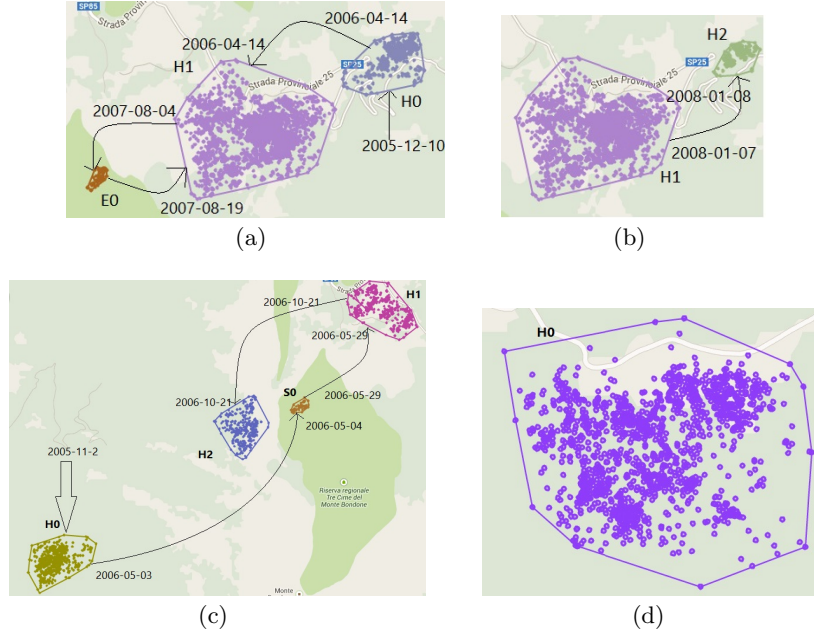 SP85
Strada Provin
2006-04-14
2006-04-14
H1
SP25
Strada Provinciale 25
H0
2007-08-04
2005-12-10
E0
2007-08-19
(a)
H2
SP25
Strada Provinciale 25
2008-01-08
2008-01-07
H1
(b)
Strada Pro
H1
2006-10-21
2006-05-29
S0
2006-05-29
2006-10-21
2006-05-04
H2
2005-11-2
Riserva regionale
Tre Cime del
Monte Bondone
H0
2006-05-03
Monte
(c)
H0
(d)